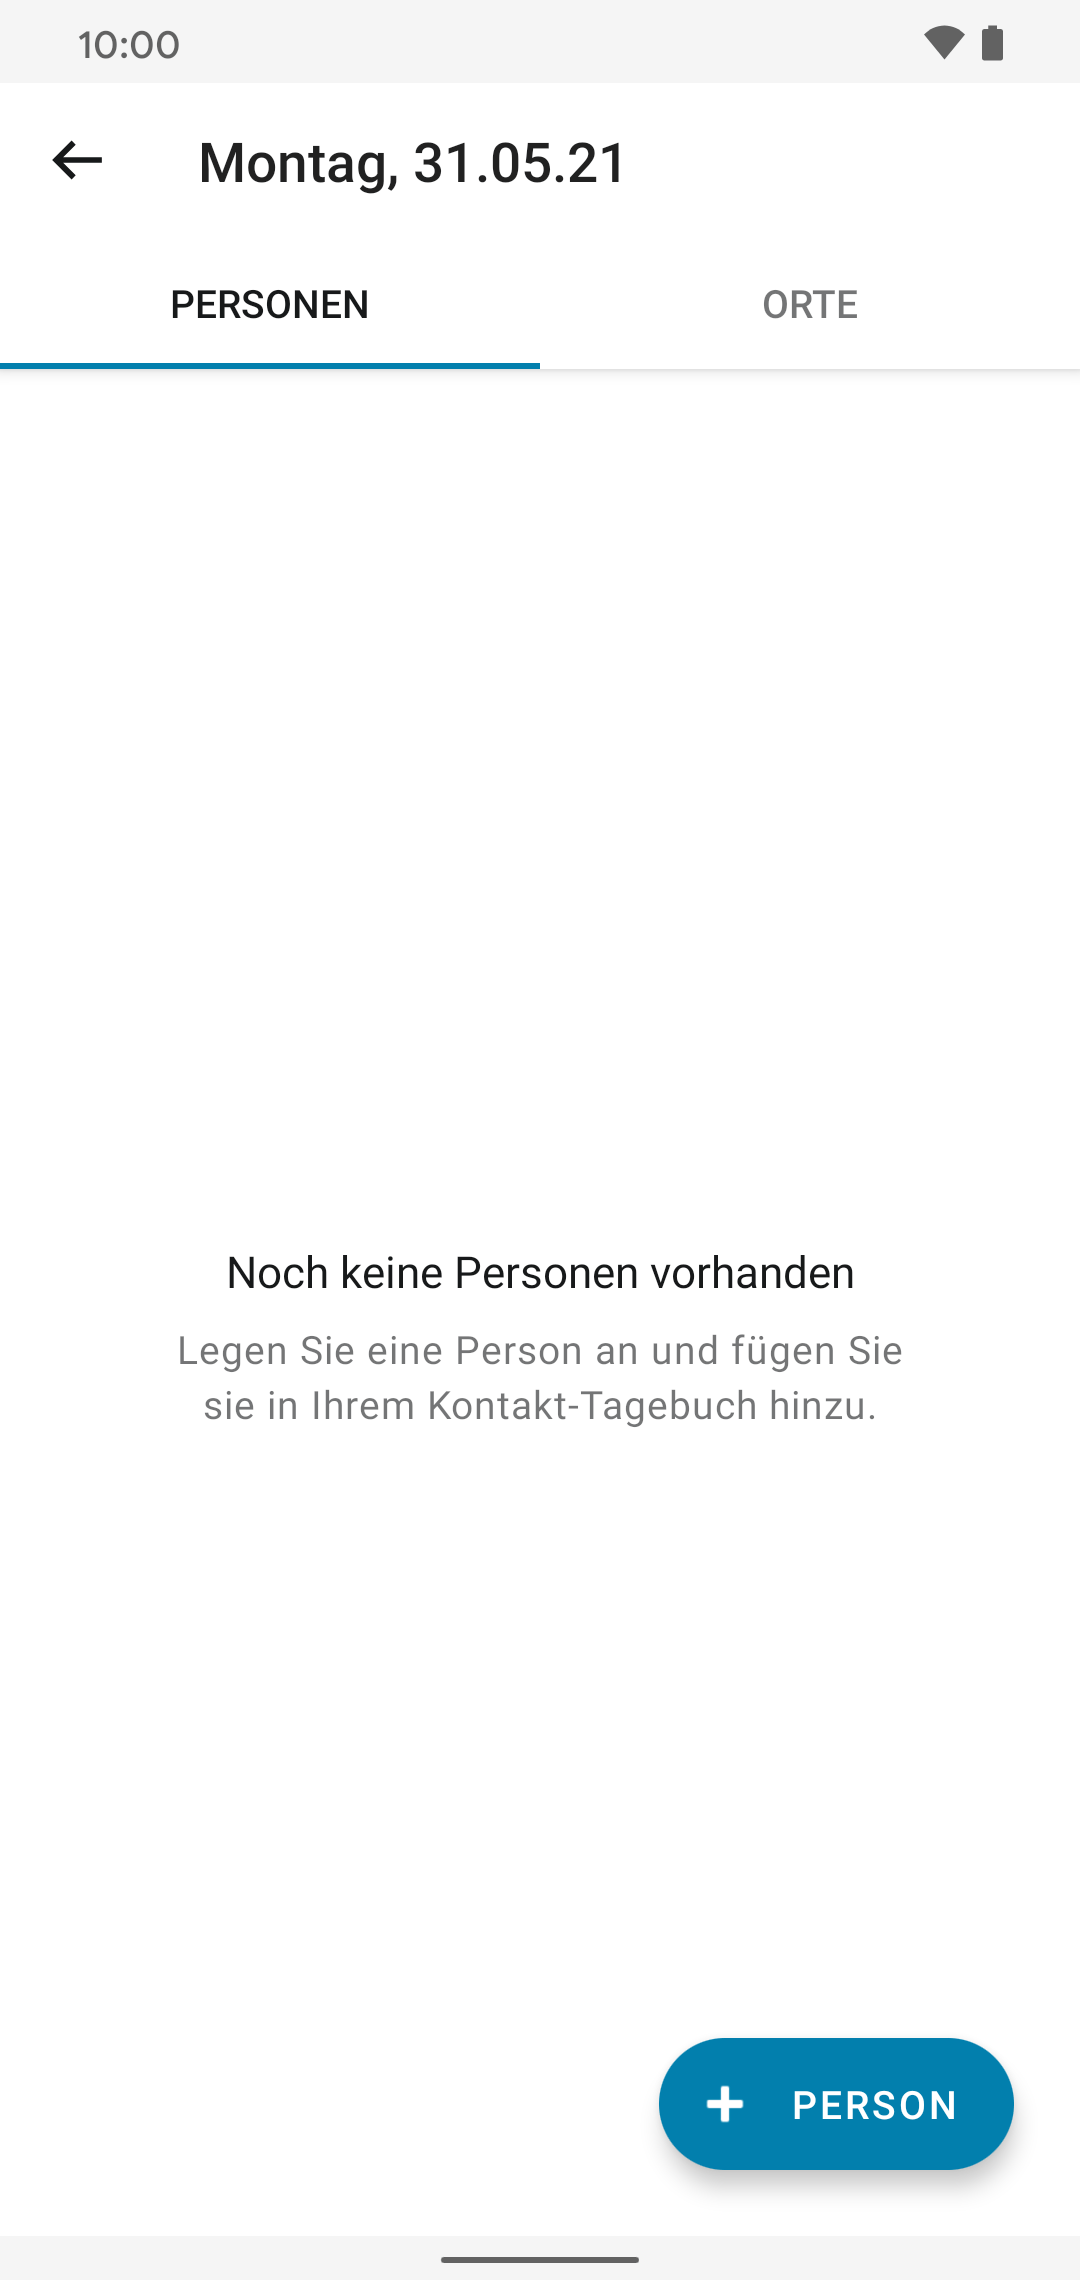 10:00
Montag, 31.05.21
PERSONEN
ORTE
Noch keine Personen vorhanden
Legen Sie eine Person an und fügen Sie
sie in Ihrem Kontakt-Tagebuch hinzu.
PERSON